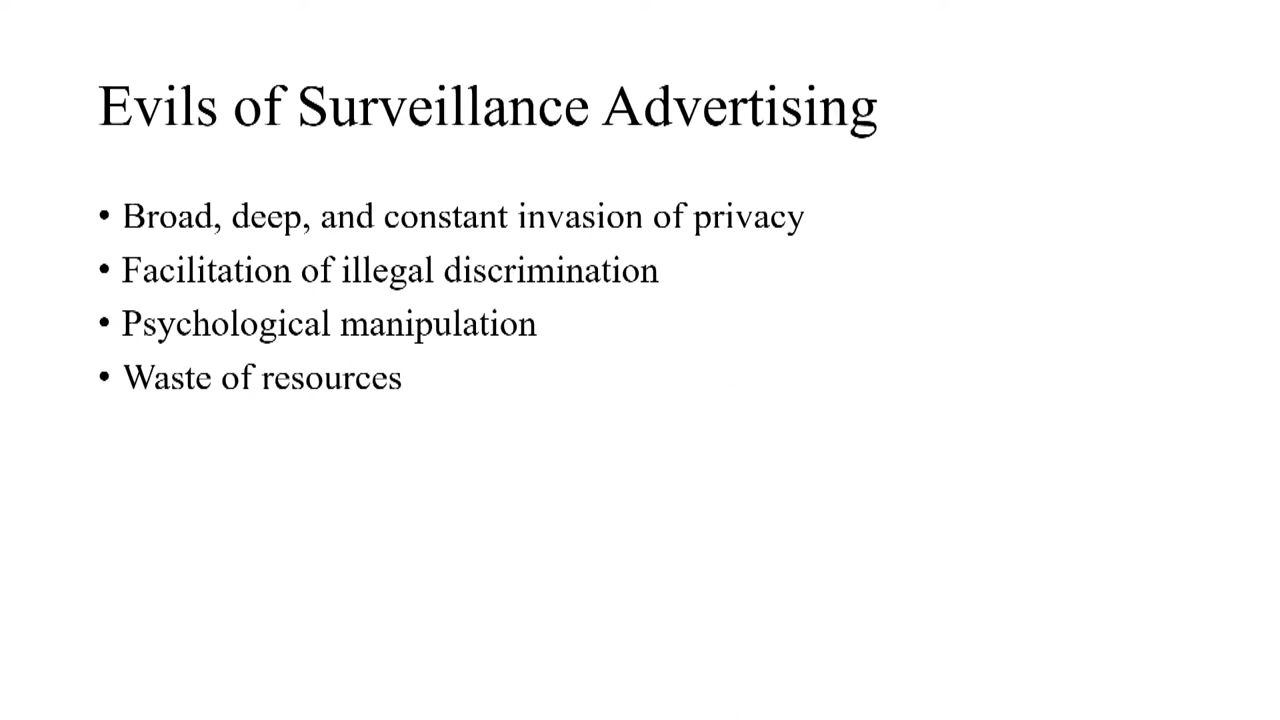 Evils of Surveillance Advertising
• Broad, deep, and constant invasion of privacy
• Facilitation of illegal discrimination
• Psychological manipulation
• Waste of resources